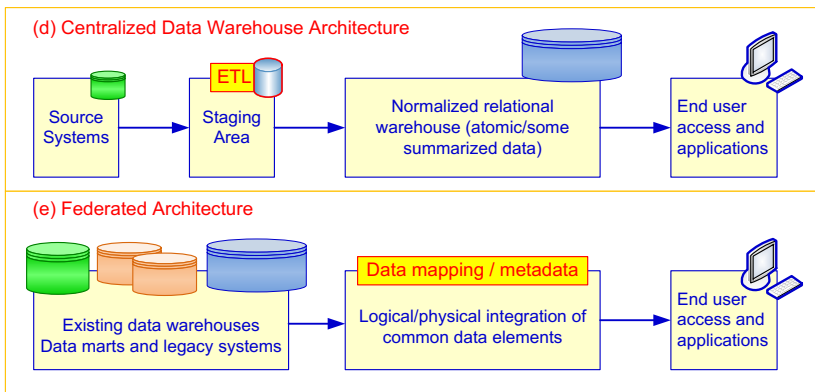 (d) Centralized Data Warehouse Architecture
ETL
Source
Systems
Staging
Area
Normalized relational
warehouse (atomic/some
summarized data)
End user
access and
applications
(e) Federated Architecture
Existing data warehouses
Data marts and legacy systems
Data mapping / metadata
Logical/physical integration of
common data elements
End user
access and
applications